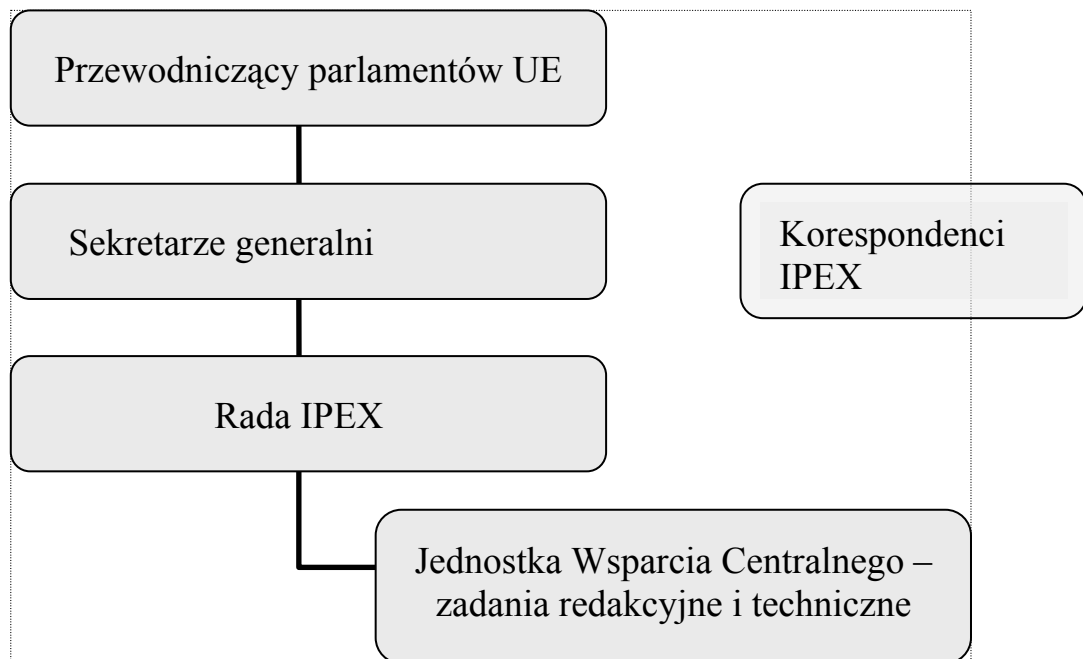 Przewodniczący parlamentów UE
Sekretarze generalni
Korespondenci
IPEX
Rada IPEX
Jednostka Wsparcia Centralnego –
zadania redakcyjne i techniczne